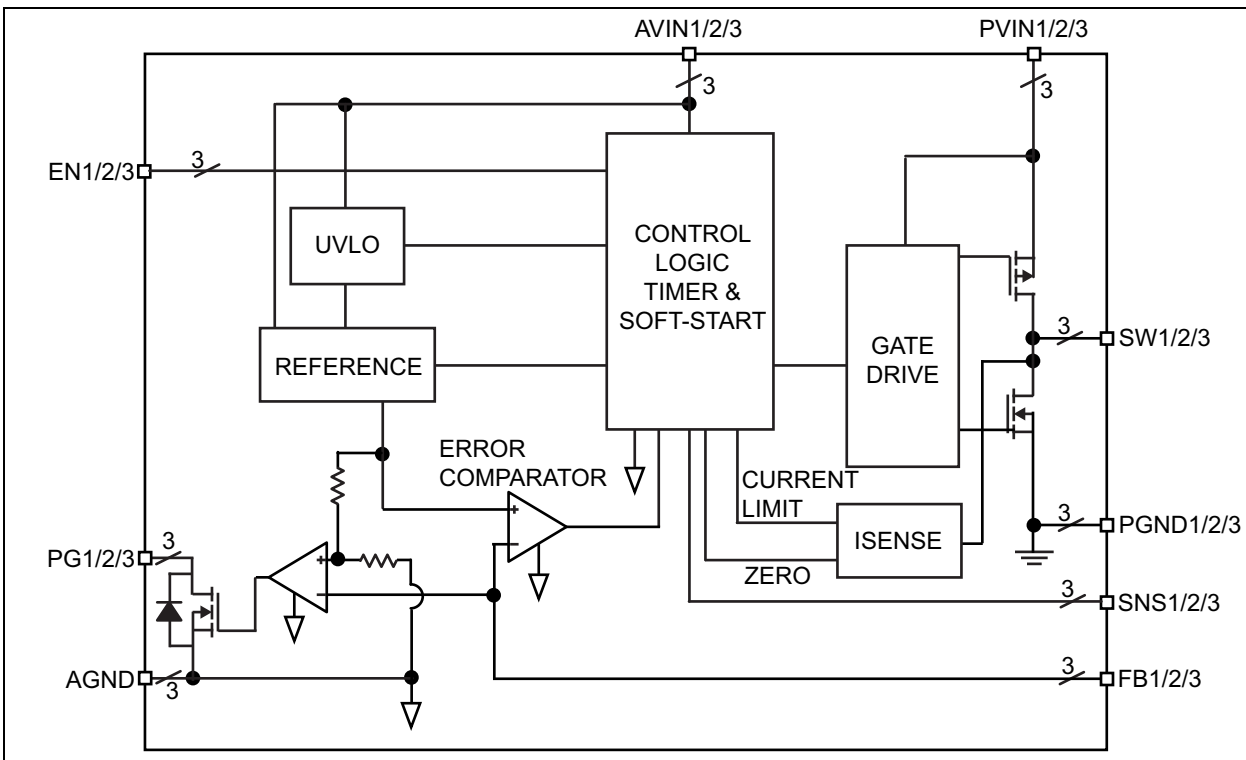 AVIN1/2/3
PVIN1/2/3
3
3
EN1/2/3
3
UVLO
CONTROL
LOGIC
TIMER &
SOFT-START
REFERENCE
GATE
DRIVE
3
SW1/2/3
ERROR
COMPARATOR
+
–
CURRENT
LIMIT
ISENSE
ZERO
3
PGND1/2/3
PG1/2/3
3
+
–
3
SNS1/2/3
AGND
3
3
FB1/2/3